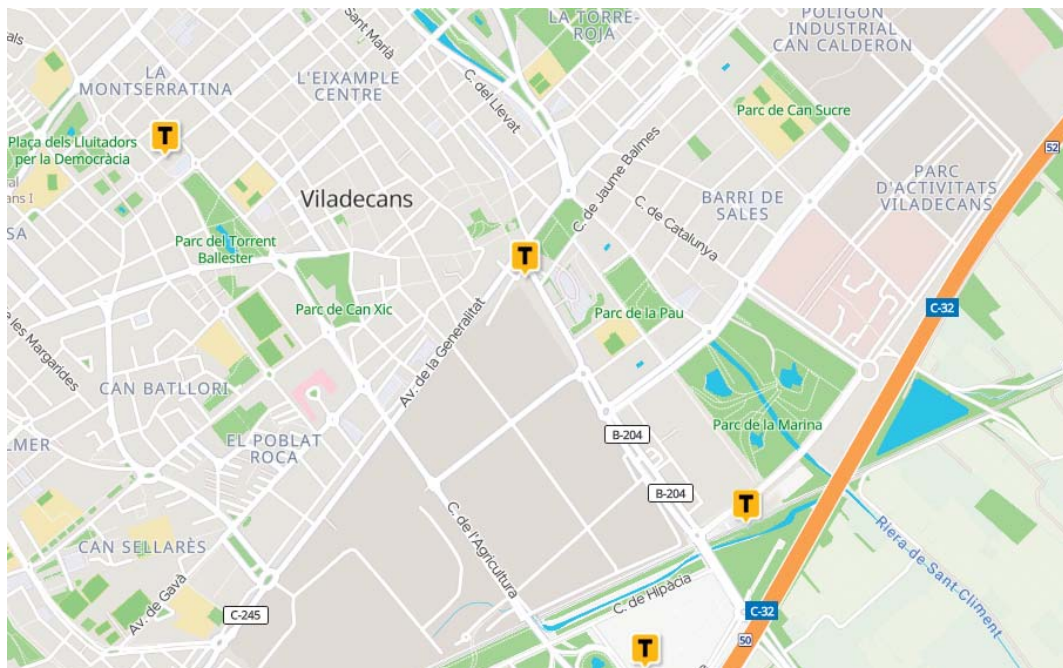 Sant Marià
LA TORRE-
ROJA
POLÍGON
INDUSTRIAL
CAN CALDERON
LA
MONTSERRATINA
L'EIXAMPLE
CENTRE
C. del Llevat
Parc de Can Sucre
T
Plaça dels Lluitadors
per la Democràcia
52
ans I
Viladecans
C. de Jaume Balmes
C. de Catalunya
BARRI DE
SALES
PARC
D'ACTIVITATS
VILADECANS
SA
Parc del Torrent
Ballester
T
Parc de Can Xic
Parc de la Pau
C-32
e les Margarides
Av. de la Generalitat
CAN BATLLORI
Parc de la Marina
LMER
EL POBLAT
ROCA
B-204
B-204
T
C. de l'Agricultura
Riera-de-Sant-Climent
CAN SELLARÈS
Av. de Gavà
C. de Hipàcia
C-245
C-32
50
T